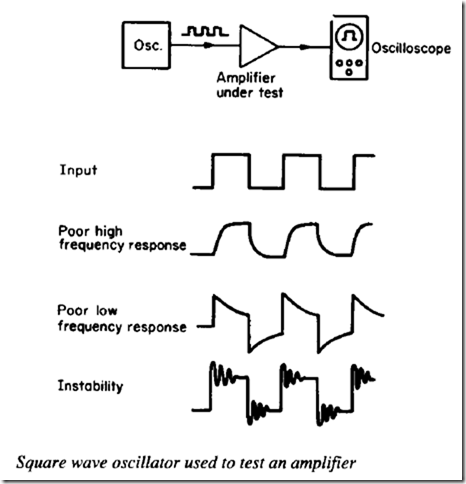 Osc.
Oscilloscope
Amplifier
under test
Input
Poor high
frequency response
Poor low
frequency response
Instability
Square wave oscillator used to test an amplifier